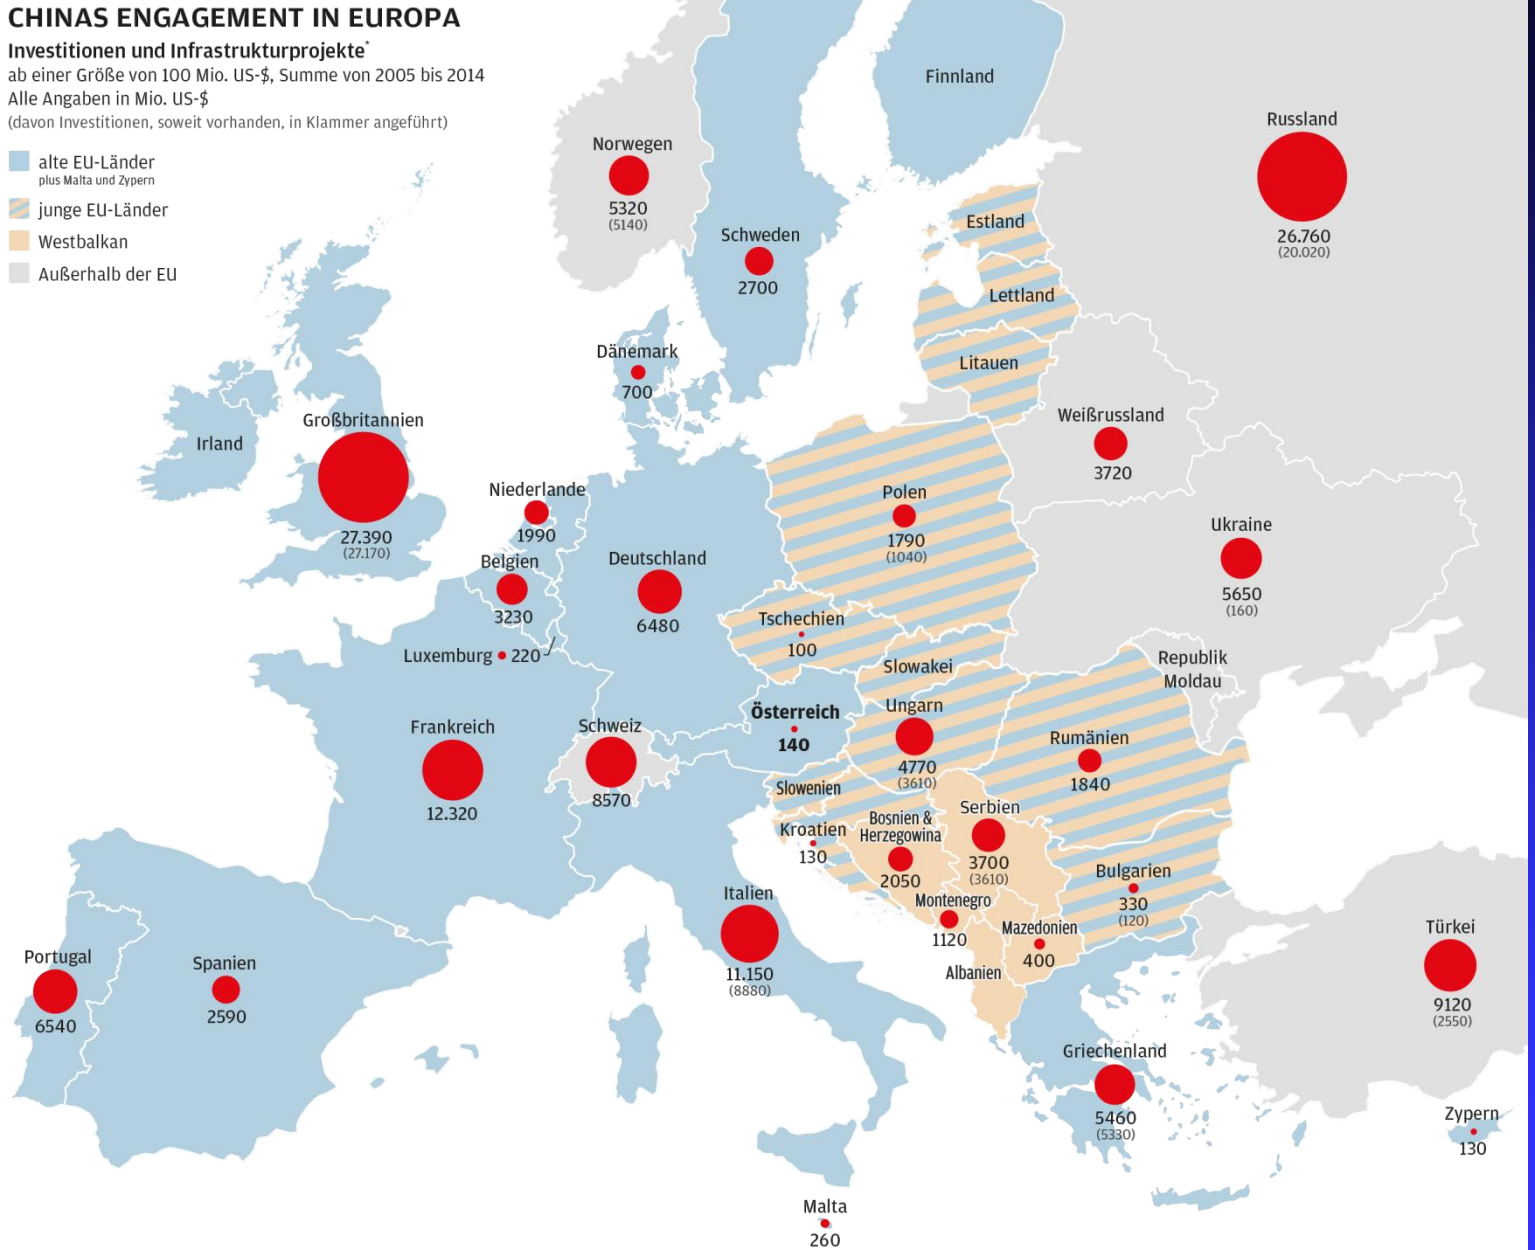 CHINAS ENGAGEMENT IN EUROPA
Investitionen und Infrastrukturprojekte*
ab einer Größe von 100 Mio. US-$, Summe von 2005 bis 2014
Alle Angaben in Mio. US-$
(davon Investitionen, soweit vorhanden, in Klammer angeführt)
alte EU-Länder
plus Malta und Zypern
junge EU-Länder
Westbalkan
Außerhalb der EU
Finnland
Russland
26.760
(20.020)
Norwegen
5320
(5140)
Schweden
2700
Estland
Lettland
Litauen
Dänemark
700
Weißrussland
3720
Irland
Großbritannien
27.390
(27.170)
Niederlande
1990
Belgien
3230
Luxemburg 220
Deutschland
6480
Polen
1790
(1040)
Ukraine
5650
(160)
Tschechien
100
Slowakei
Republik
Moldau
Österreich
140
Ungarn
4770
(3610)
Rumänien
1840
Frankreich
12.320
Schweiz
8570
Slowenien
Kroatien
130
Bosnien &
Herzegowina
2050
Serbien
3700
(3610)
Bulgarien
330
(120)
Montenegro
1120
Mazedonien
400
Albanien
Italien
11.150
(8880)
Portugal
6540
Spanien
2590
Türkei
9120
(2550)
Griechenland
5460
(5330)
Zypern
130
Malta
260